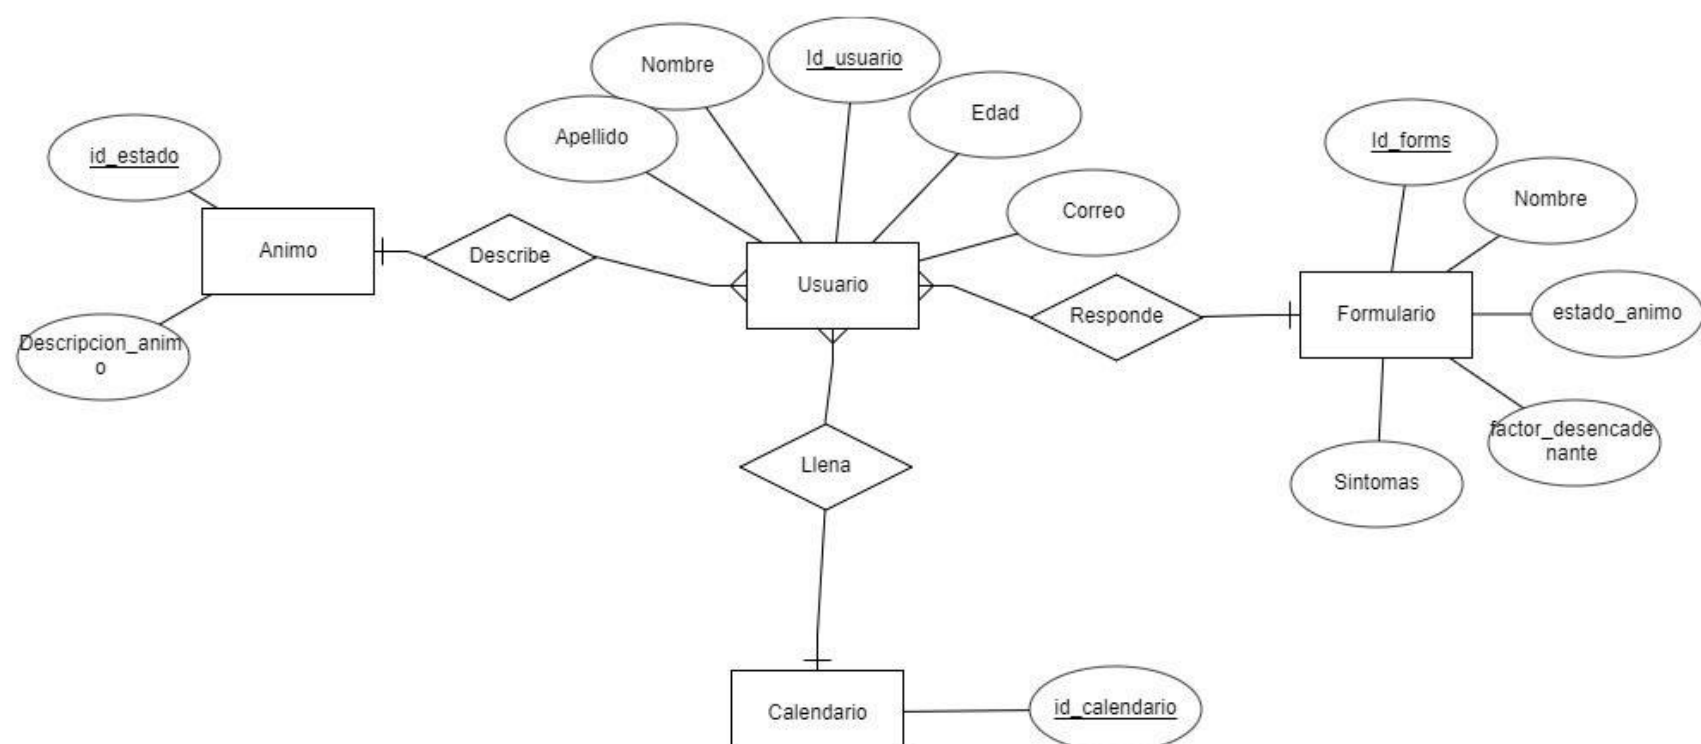 Nombre
Id_usuario
Edad
Apellido
id_estado
Id_forms
Correo
Nombre
Animo
Describe
Usuario
Responde
Formulario
estado_animo
Descripcion_anim
o
factor_desencade
nante
Llena
Sintomas
Calendario
id_calendario